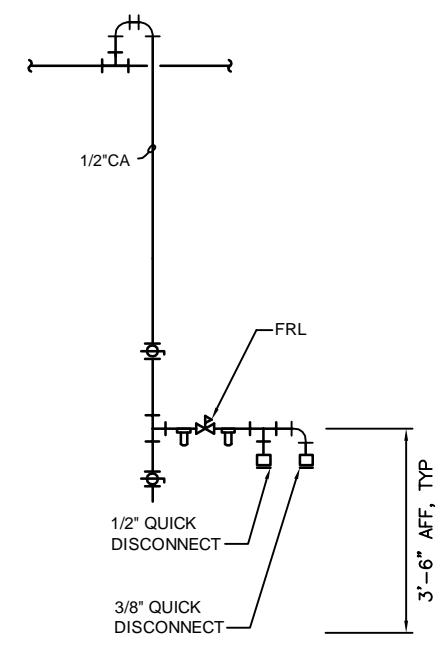 1/2"CA
FRL
1/2" QUICK
DISCONNECT
3/8" QUICK
DISCONNECT
3'-6" AFF, TYP